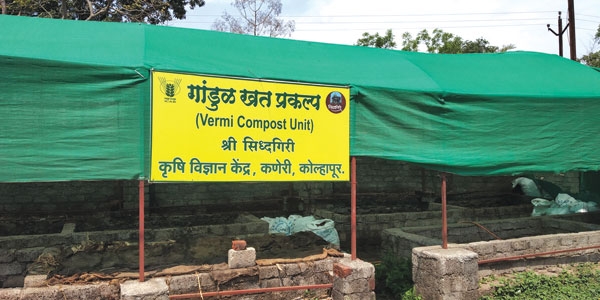 गांडुळ खत प्रकल्प
(Vermi Compost Unit)
श्री सिध्दगिरी
कृषि विज्ञान केंद्र, कणेरी, कोल्हापूर.